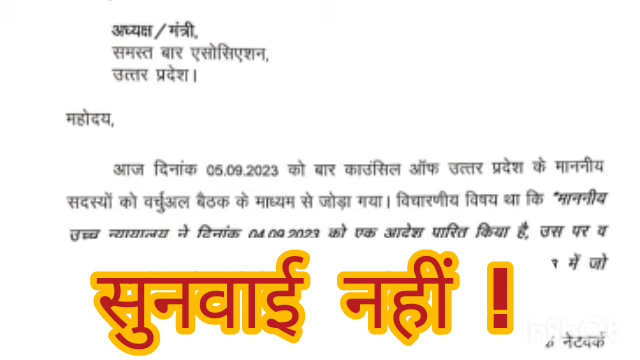 अध्यक्ष/मंत्री,
समस्त बार एसोसिएशन,
उत्तर प्रदेश।
महोदय,
आज दिनांक 05.09.2023 को बार काउंसिल ऑफ उत्तर प्रदेश के माननीय
सदस्यों को वर्चुअल बैठक के माध्यम से जोड़ा गया। विचारणीय विषय था कि "माननीय
उच्च न्यायालय ने दिनांक 04.09.2023 को एक आदेश पारित किया है, उस पर व
में जो
सुनवाई नहीं !
नेटवर्क